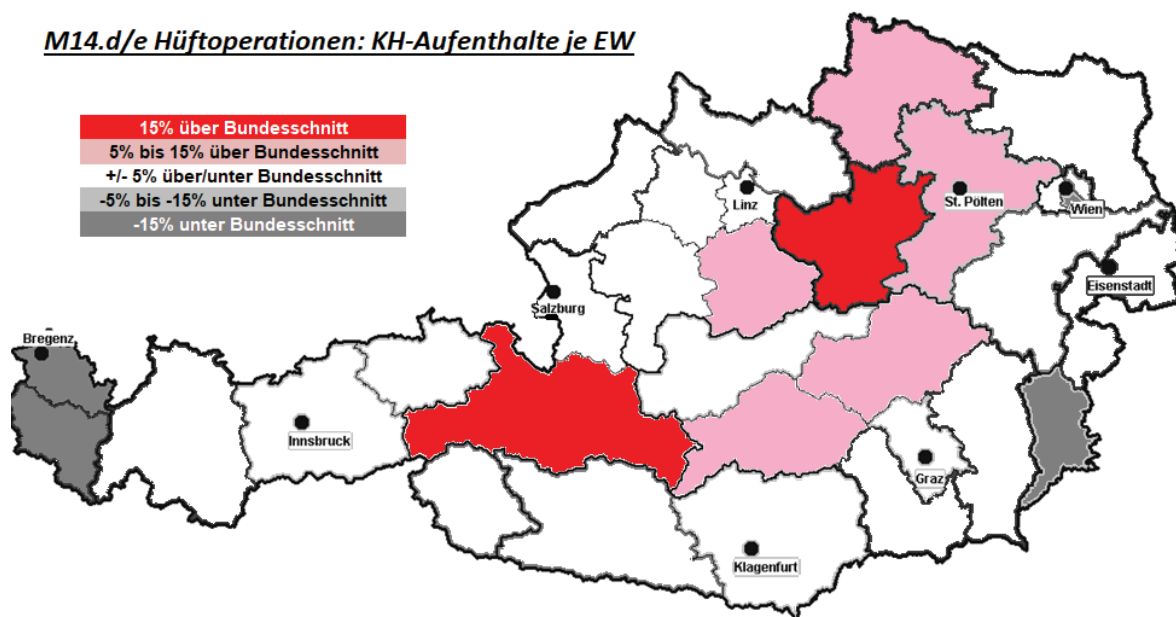 M14.d/e Hüftoperationen: KH-Aufenthalte je EW
15% über Bundesschnitt
5% bis 15% über Bundesschnitt
+/- 5% über/unter Bundesschnitt
-5% bis -15% unter Bundesschnitt
-15% unter Bundesschnitt
Linz
St. Pölten
Wien
Eisenstadt
Salzburg
Bregenz
Innsbruck
Graz
Klagenfurt